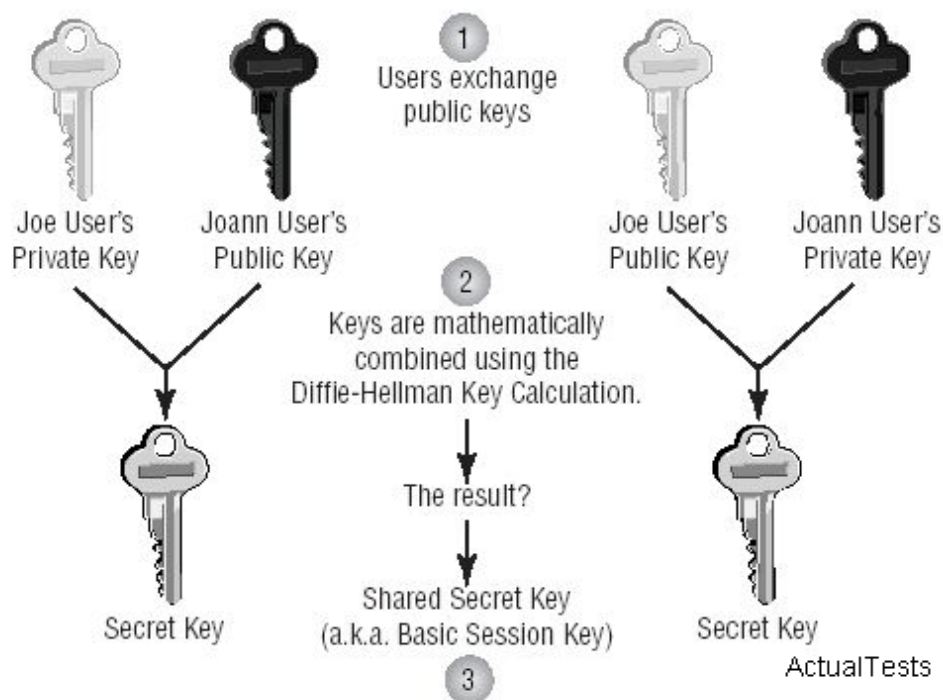 1
Users exchange
public keys
Joe User's
Private Key
Joann User's
Public Key
Joe User's
Public Key
Joann User's
Private Key
2
Keys are mathematically
combined using the
Diffie-Hellman Key Calculation.
The result?
Shared Secret Key
(a.k.a. Basic Session Key)
Secret Key
Secret Key
3
ActualTests